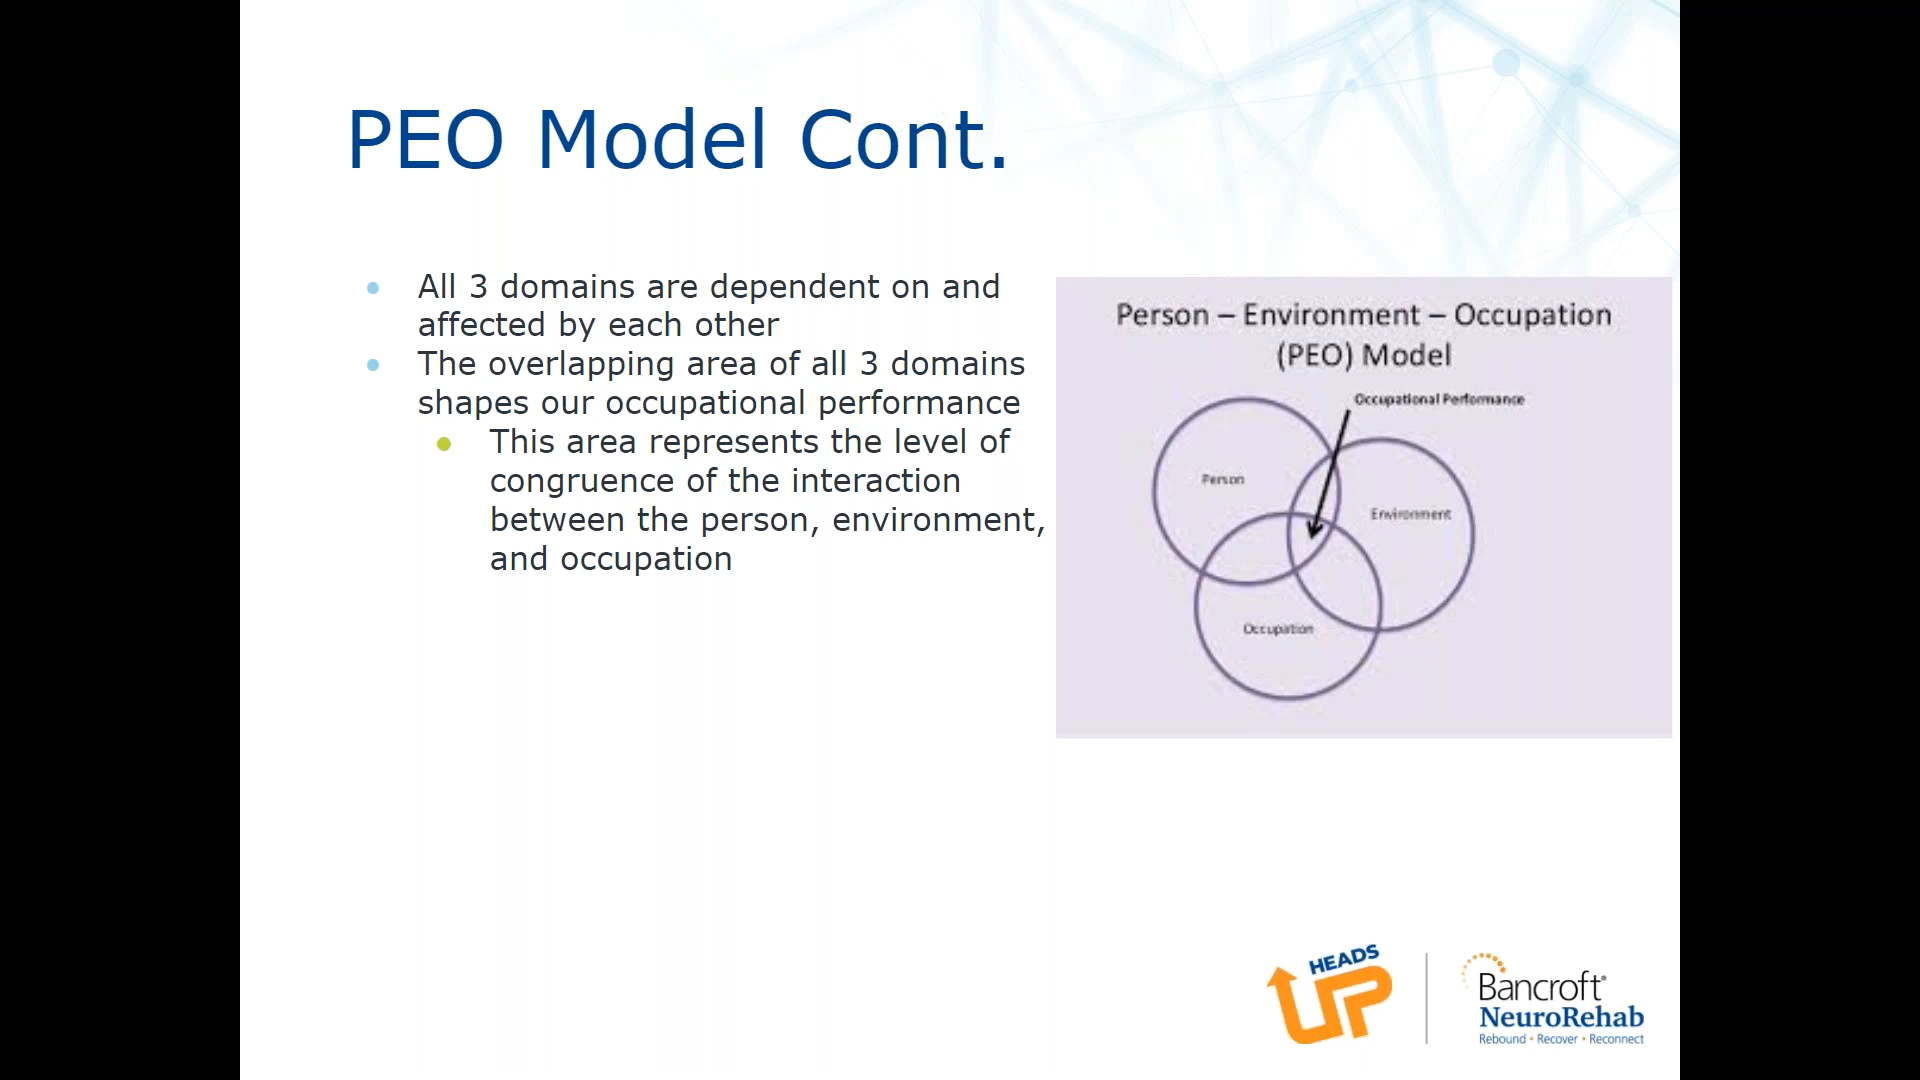 PEO Model Cont.
All 3 domains are dependent on and
affected by each other
The overlapping area of all 3 domains
shapes our occupational performance
This area represents the level of
congruence of the interaction
between the person, environment,
and occupation
Person – Environment – Occupation
(PEO) Model
Occupational Performance
Person
Environment
Occupation
HEADS
UP
Bancroft®
NeuroRehab
Rebound • Recover • Reconnect